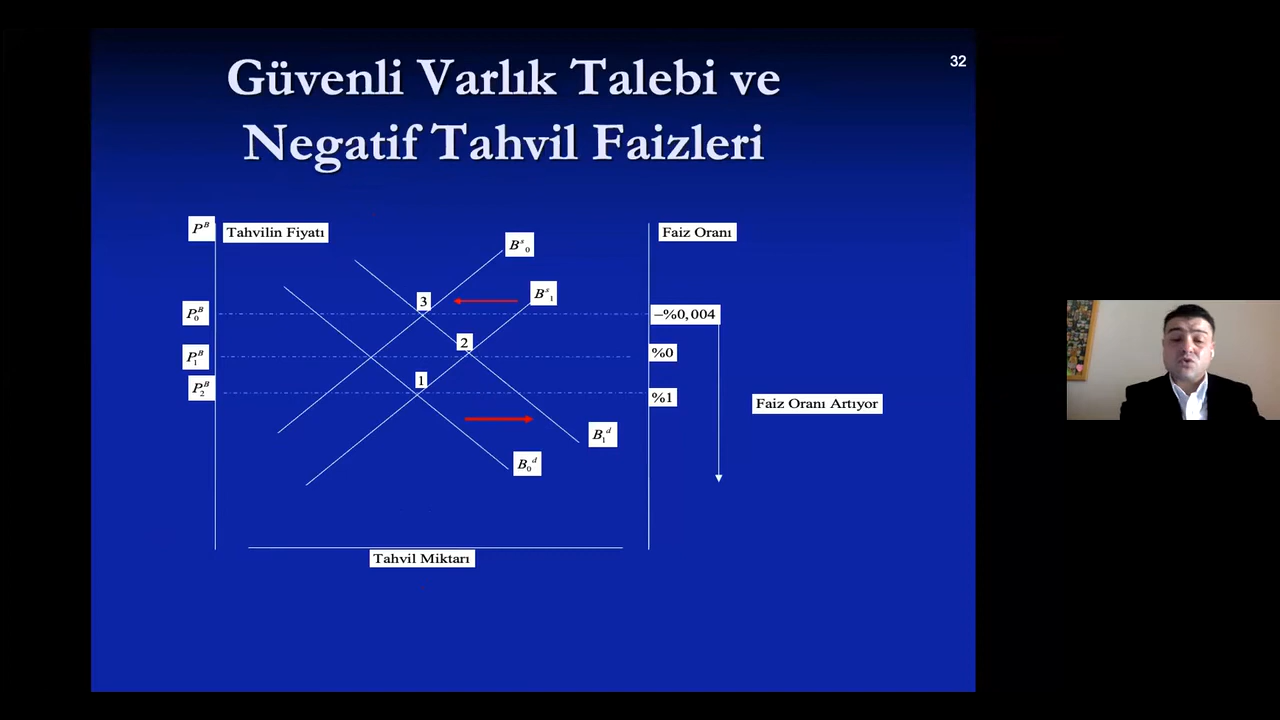 32
Güvenli Varlık Talebi ve
Negatif Tahvil Faizleri
P^B
Tahvilin Fiyatı
Faiz Oranı
B^s_0
B^s_1
3
P^B_0
–%0,004
2
P^B_1
%0
1
P^B_2
%1
Faiz Oranı Artıyor
B^d_1
B^d_0
Tahvil Miktarı